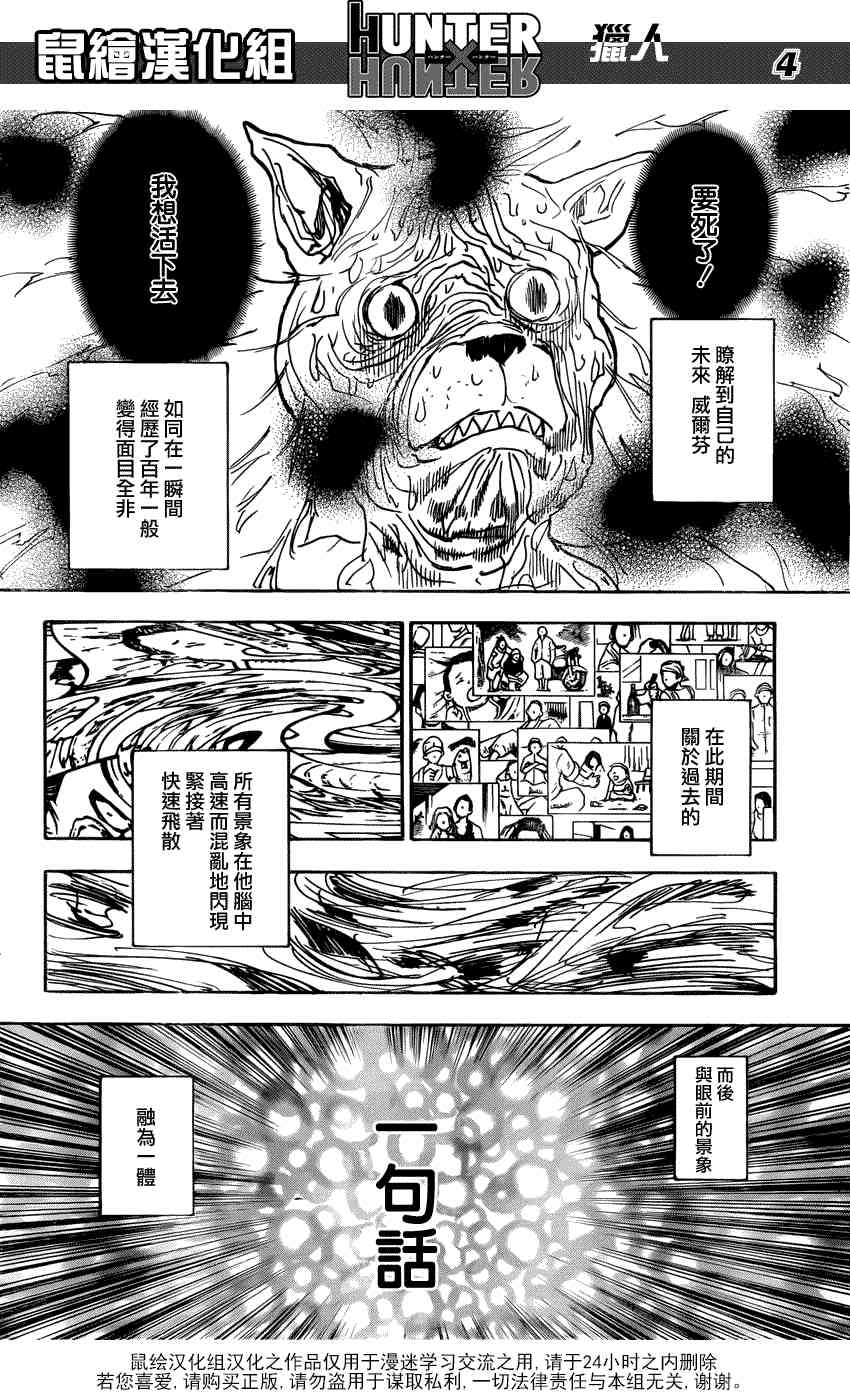 鼠繪漢化組
HUNTER
×
ハンター ハンター
HUNTER
獵人
4
要死了！
瞭解到自己的
未來 威爾芬
我想活下去
如同在一瞬間
經歷了百年一般
變得面目全非
在此期間
關於過去的
所有景象在他腦中
高速而混亂地閃現
緊接著
快速飛散
而後
與眼前的景象
一句話
融為一體
鼠绘汉化组汉化之作品仅用于漫迷学习交流之用, 请于24小时之内删除
若您喜爱, 请购买正版, 请勿用于谋取私利, 一切法律责任与本组无关, 谢谢。